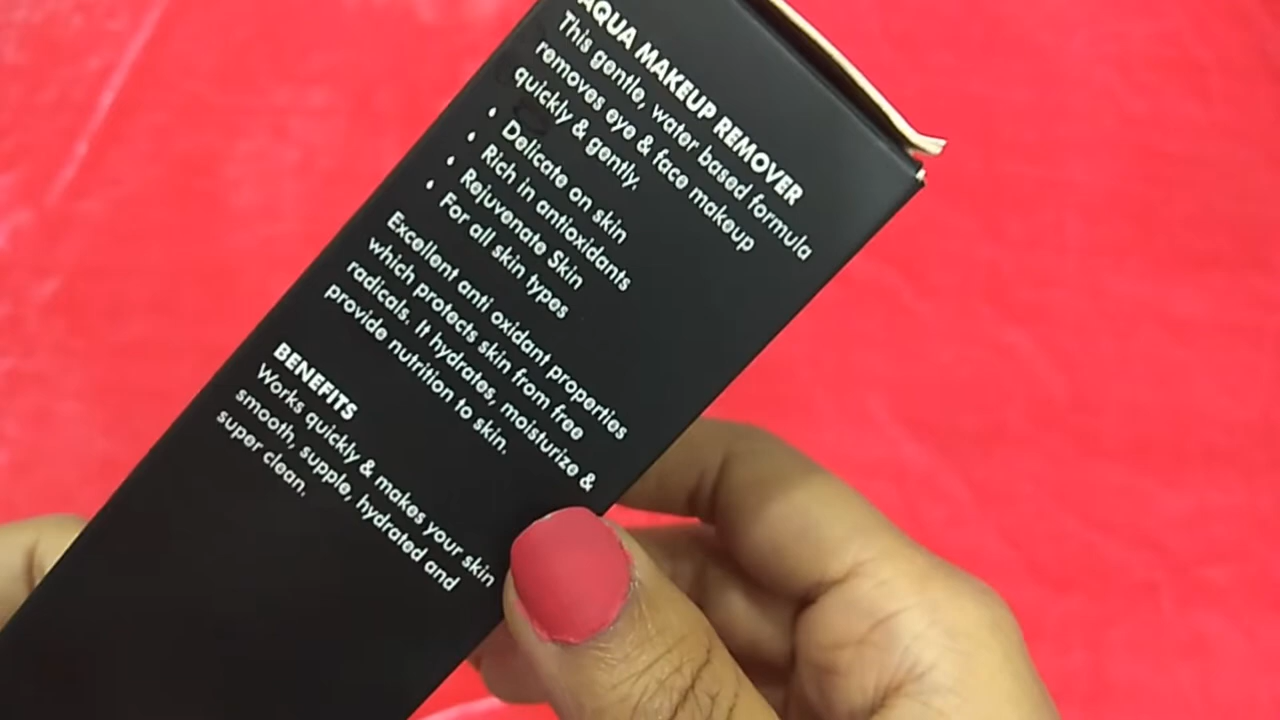 AQUA MAKEUP REMOVER
This gentle, water based formula
removes eye & face makeup
quickly & gently.
• Delicate on skin
• Rich in antioxidants
• Rejuvenate Skin
• For all skin types
Excellent anti oxidant properties
which protects skin from free
radicals. It hydrates, moisturize &
provide nutrition to skin.
BENEFITS
Works quickly & makes your skin
smooth, supple, hydrated and
super clean.